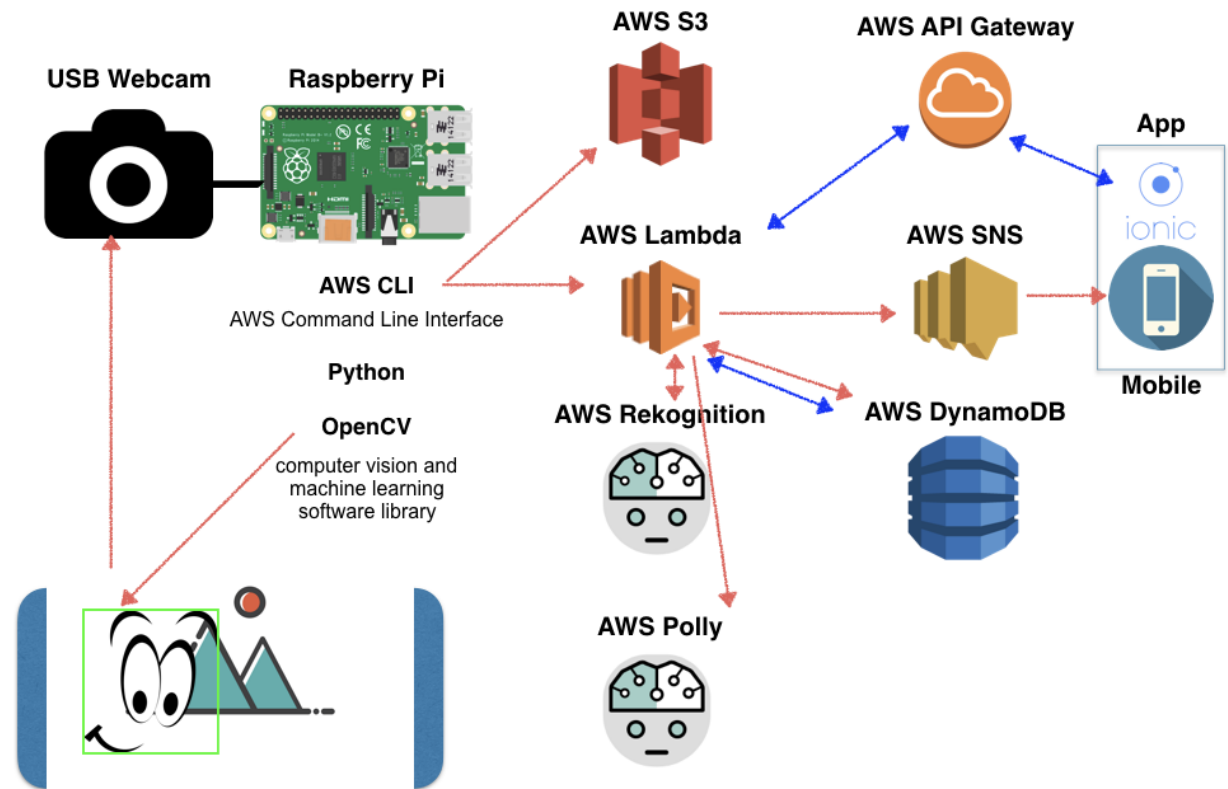 AWS S3
AWS API Gateway
USB Webcam
Raspberry Pi
App
ionic
AWS Lambda
AWS SNS
AWS CLI
AWS Command Line Interface
Mobile
Python
AWS Rekognition
AWS DynamoDB
OpenCV
computer vision and
machine learning
software library
AWS Polly